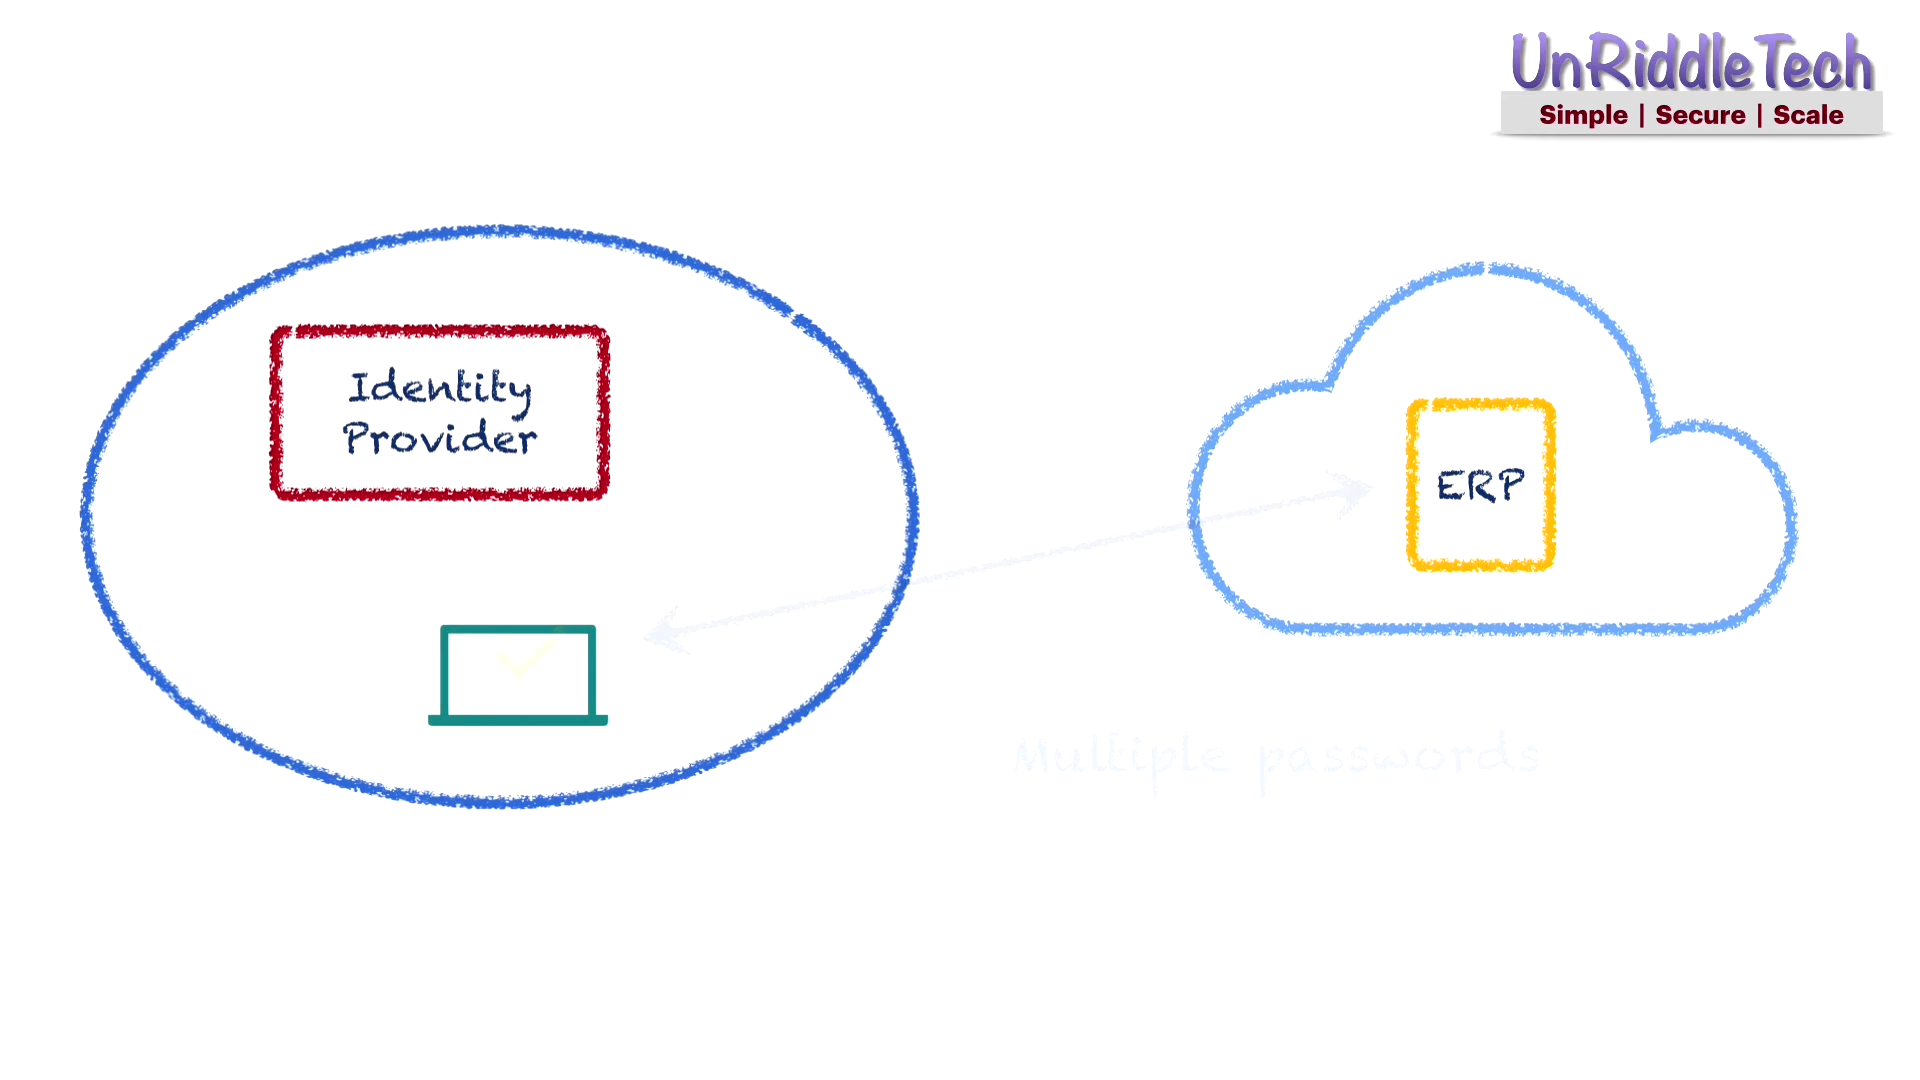 UnRiddleTech
Simple | Secure | Scale
Identity
Provider
ERP
Multiple passwords